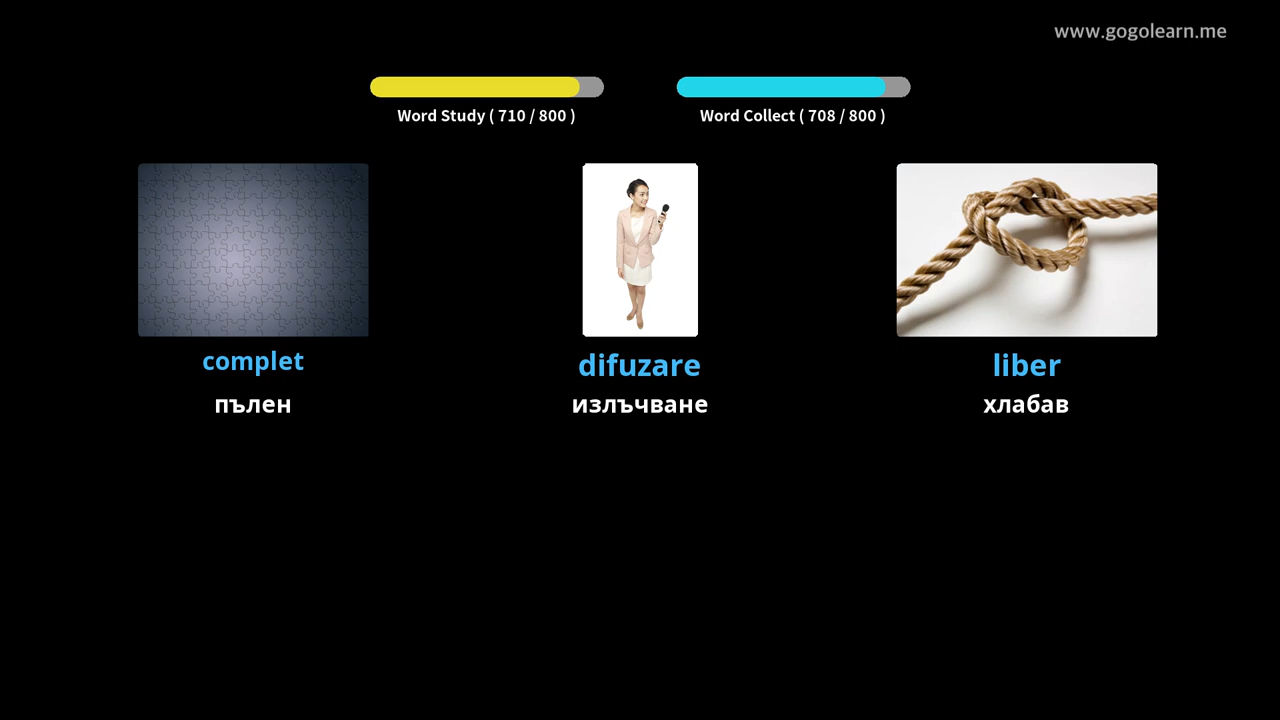 www.gogolearn.me
Word Study ( 710 / 800 )
Word Collect ( 708 / 800 )
complet
difuzare
liber
пълен
излъчване
хлабав